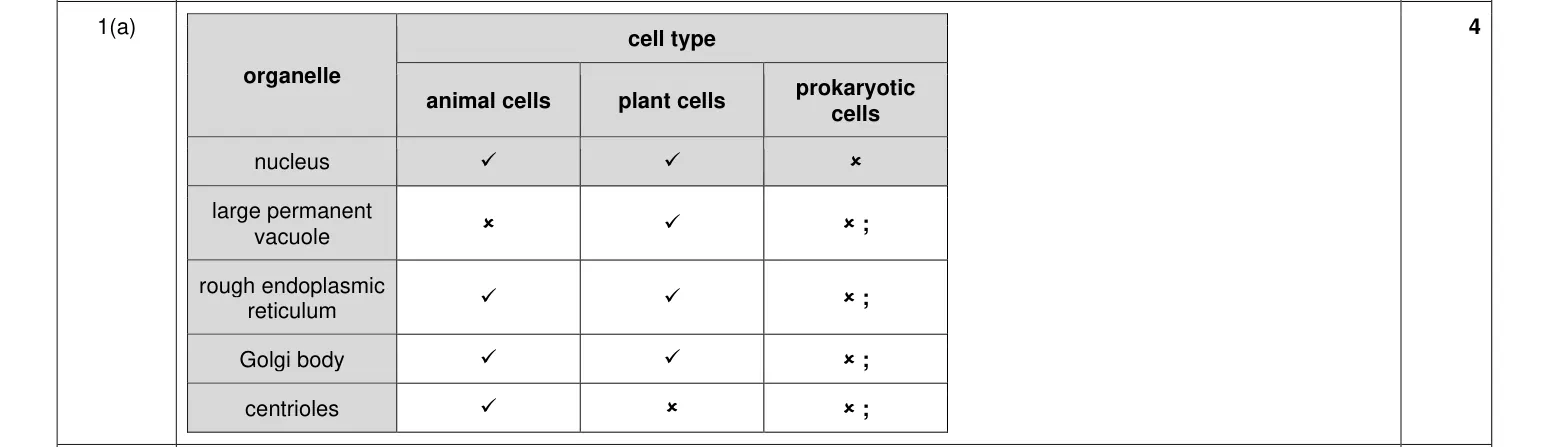 1(a)
4
cell type
organelle
animal cells plant cells prokaryotic
cells
nucleus ✓ ✓ ×
large permanent
vacuole × ✓ × ;
rough endoplasmic
reticulum ✓ ✓ × ;
Golgi body ✓ ✓ × ;
centrioles ✓ × × ;